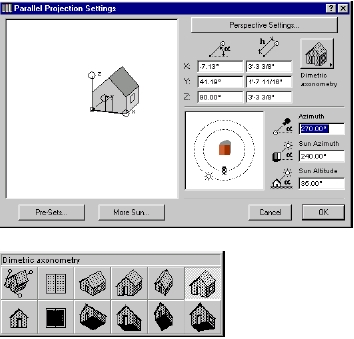 Parallel Projection Settings
Perspective Settings...
α h
X: -7.13° 3'-3 3/8"
Y: 41.19° 1'-7 11/16"
Z: 90.00° 3'-3 3/8"
Dimetric
axonometry
Z
Y
X
Azimuth
α 270.00°
Sun Azimuth
α 240.00°
Sun Altitude
α 35.00°
Pre-Sets...
More Sun...
Cancel
OK
Dimetric axonometry